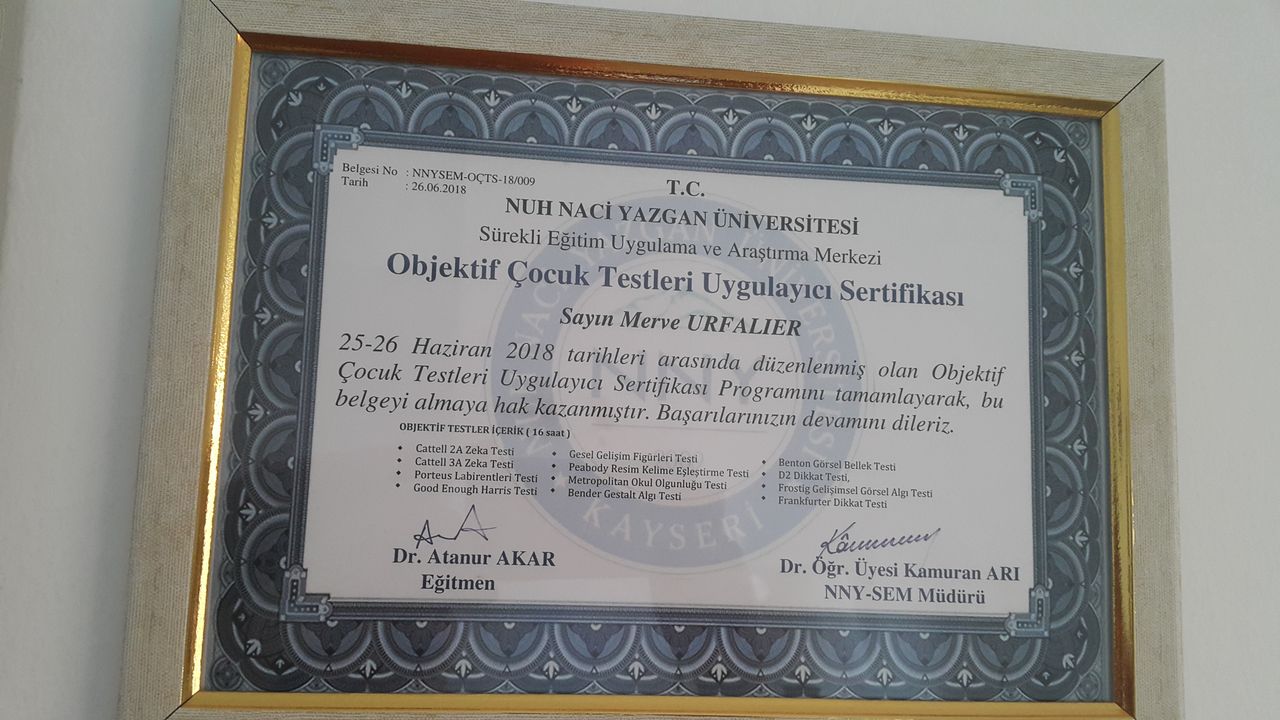 Belgesi No : NNYSEM-OÇTS-18/009
Tarih : 26.06.2018
T.C.
NUH NACİ YAZGAN ÜNİVERSİTESİ
Sürekli Eğitim Uygulama ve Araştırma Merkezi
Objektif Çocuk Testleri Uygulayıcı Sertifikası
Sayın Merve URFALIER
25-26 Haziran 2018 tarihleri arasında düzenlenmiş olan Objektif
Çocuk Testleri Uygulayıcı Sertifikası Programını tamamlayarak, bu
belgeyi almaya hak kazanmıştır. Başarılarınızın devamını dileriz.
OBJEKTİF TESTLER İÇERİK ( 16 saat )
Cattell 2A Zeka Testi
Cattell 3A Zeka Testi
Porteus Labirentleri Testi
Good Enough Harris Testi
Gesel Gelişim Figürleri Testi
Peabody Resim Kelime Eşleştirme Testi
Metropolitan Okul Olgunluğu Testi
Bender Gestalt Algı Testi
Benton Görsel Bellek Testi
D2 Dikkat Testi,
Frostig Gelişimsel Görsel Algı Testi
Frankfurter Dikkat Testi
NNY
KAYSERİ
Dr. Atanur AKAR
Eğitmen
Dr. Öğr. Üyesi Kamuran ARI
NNY-SEM Müdürü